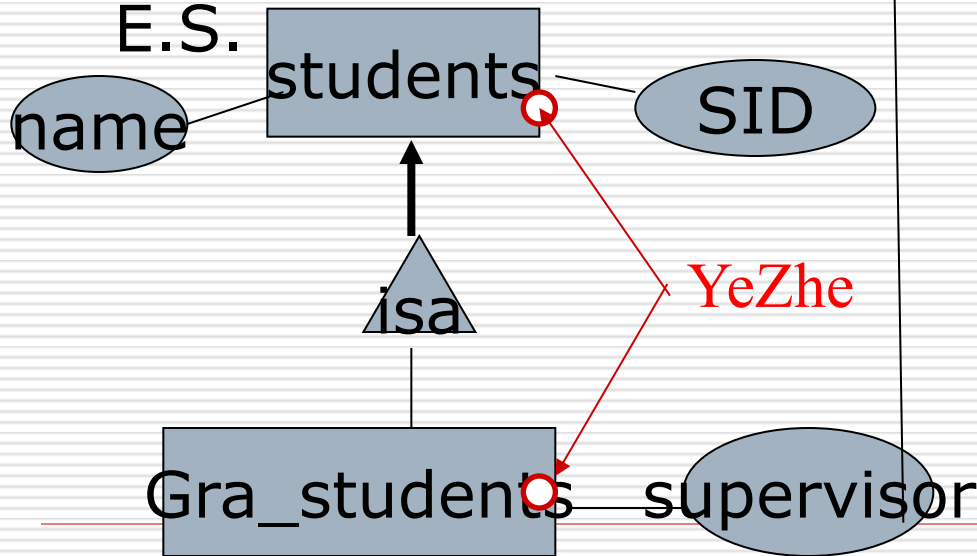 E.S.
students
name
SID
isa
YeZhe
Gra_students
supervisor